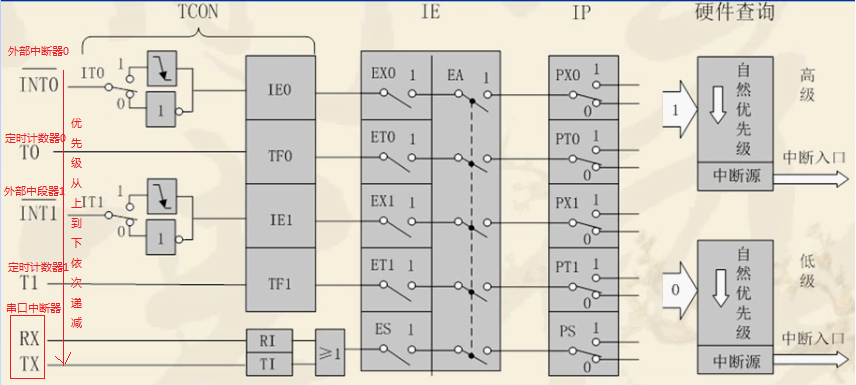 TCON IE IP 硬件查询
外部中断器0
INT0 IT0 1 0 1 IE0 EX0 1 EA 1 PX0 1 0
定时计数器0
T0 TF0 ET0 1 PT0 1 0
外部中段器1
INT1 IT1 1 0 1 IE1 EX1 1 PX1 1 0
定时计数器1
T1 TF1 ET1 1 PT1 1 0
串口中断器
RX RI ≥1 ES 1 PS 1 0
TX TI
优先级从上到下依次递减
1 自然优先级 高级
中断源 中断入口
0 自然优先级 低级
中断源 中断入口